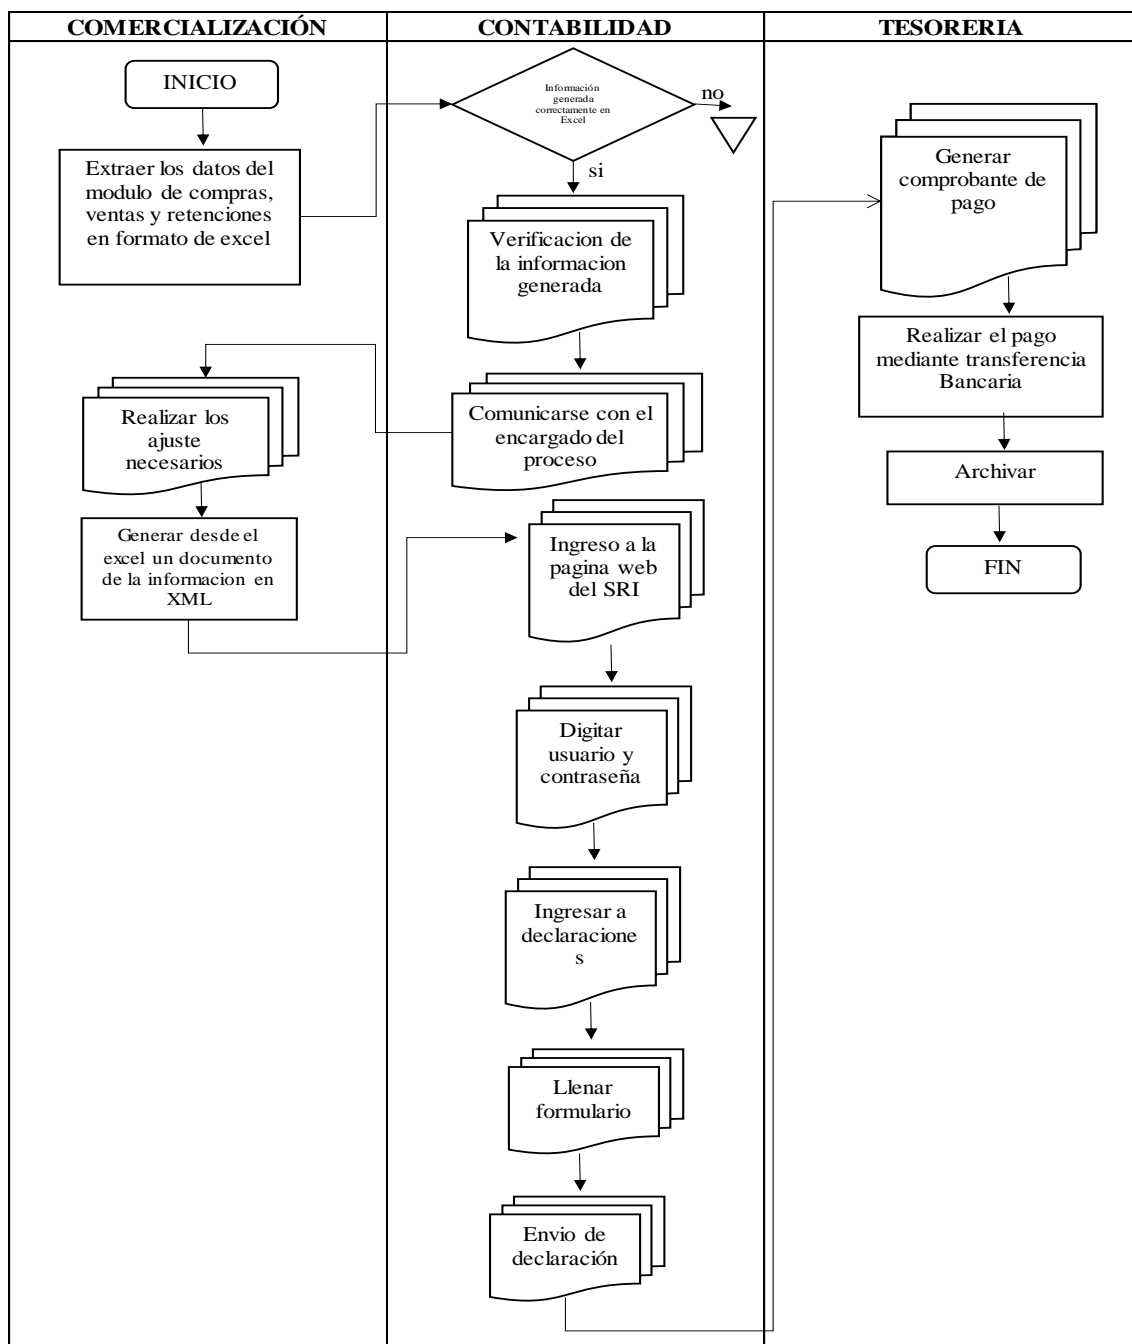 COMERCIALIZACIÓN
CONTABILIDAD
TESORERIA
INICIO
Extraer los datos del
modulo de compras,
ventas y retenciones
en formato de excel
Información
generada
correctamente en
Excel
no
si
Verificacion de
la informacion
generada
Comunicarse con el
encargado del
proceso
Realizar los
ajuste
necesarios
Generar desde el
excel un documento
de la informacion en
XML
Ingreso a la
pagina web
del SRI
Digitar
usuario y
contraseña
Ingresar a
declaracione
s
Llenar
formulario
Envio de
declaración
Generar
comprobante de
pago
Realizar el pago
mediante transferencia
Bancaria
Archivar
FIN